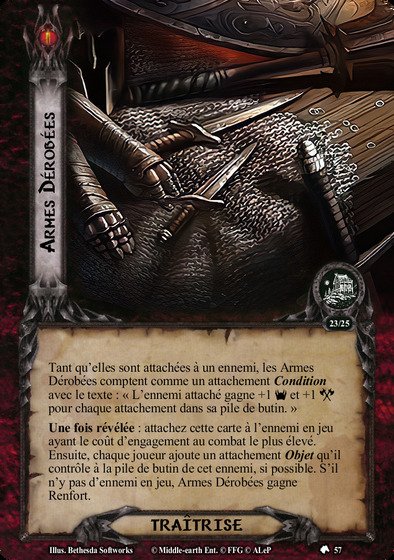 ARMES DÉROBÉES
23/25
Tant qu'elles sont attachées à un ennemi, les Armes
Dérobées comptent comme un attachement Condition
avec le texte : « L'ennemi attaché gagne +1 et +1
pour chaque attachement dans sa pile de butin. »
Une fois révélée : attachez cette carte à l'ennemi en jeu
ayant le coût d'engagement au combat le plus élevé.
Ensuite, chaque joueur ajoute un attachement Objet qu'il
contrôle à la pile de butin de cet ennemi, si possible. S'il
n'y pas d'ennemi en jeu, Armes Dérobées gagne
Renfort.
TRAÎTRISE
Illus. Bethesda Softworks © Middle-earth Ent. © FFG © ALeP 57